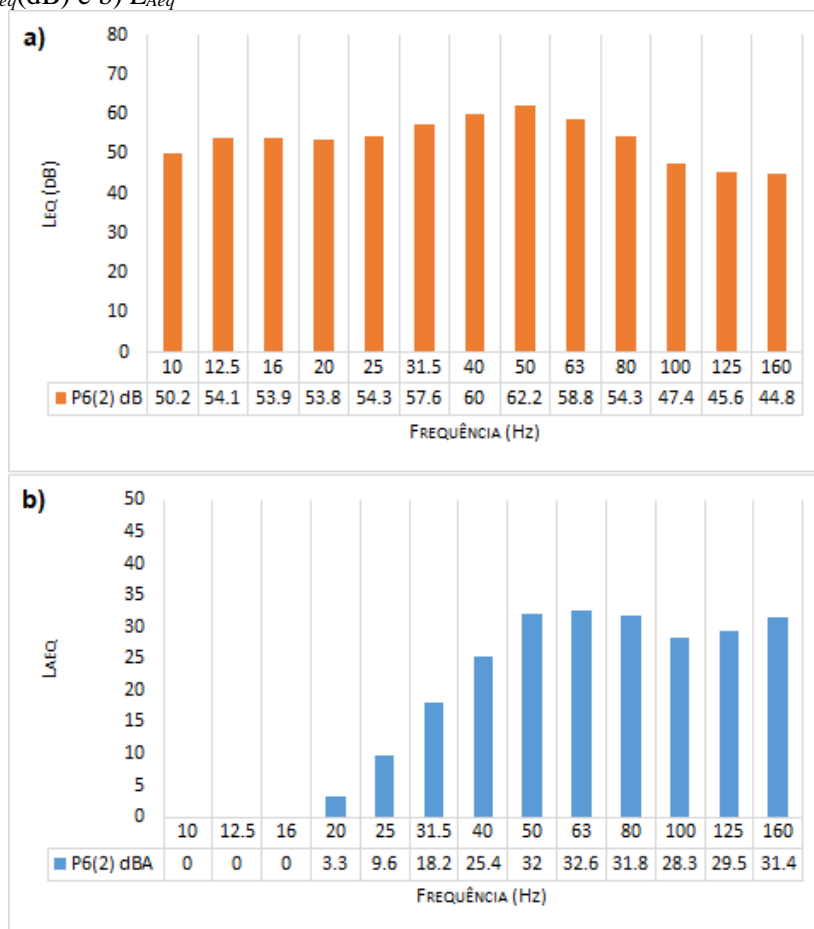 eq(dB) e b) LAeq
a)
80
70
60
50
40
30
20
10
0
LEQ (DB)
10 12.5 16 20 25 31.5 40 50 63 80 100 125 160
P6(2) dB 50.2 54.1 53.9 53.8 54.3 57.6 60 62.2 58.8 54.3 47.4 45.6 44.8
FREQUÊNCIA (HZ)
b)
50
45
40
35
30
25
20
15
10
5
0
LAEQ
10 12.5 16 20 25 31.5 40 50 63 80 100 125 160
P6(2) dBA 0 0 0 3.3 9.6 18.2 25.4 32 32.6 31.8 28.3 29.5 31.4
FREQUÊNCIA (HZ)